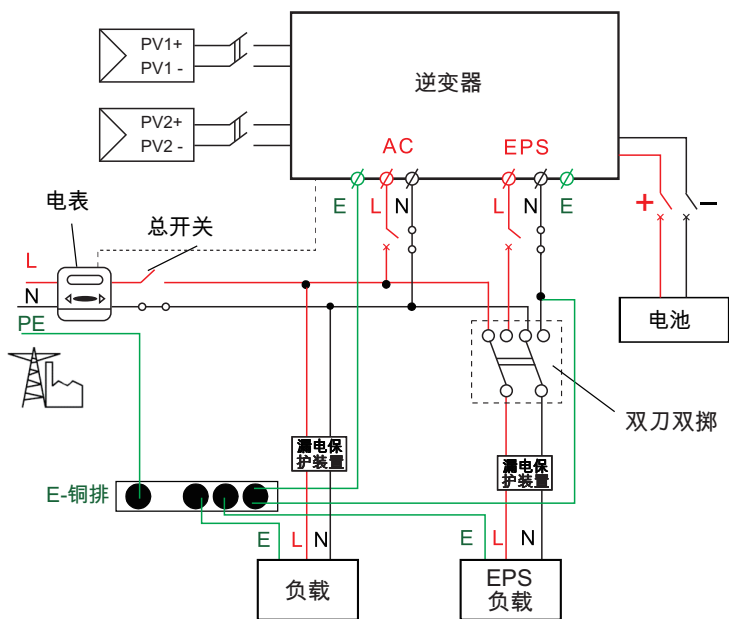 PV1+
PV1 -
PV2+
PV2 -
逆变器
AC
EPS
E
L
N
L
N
E
+
−
电表
总开关
L
N
PE
电池
双刀双掷
漏电保
护装置
漏电保
护装置
E-铜排
E
L
N
E
L
N
负载
EPS
负载